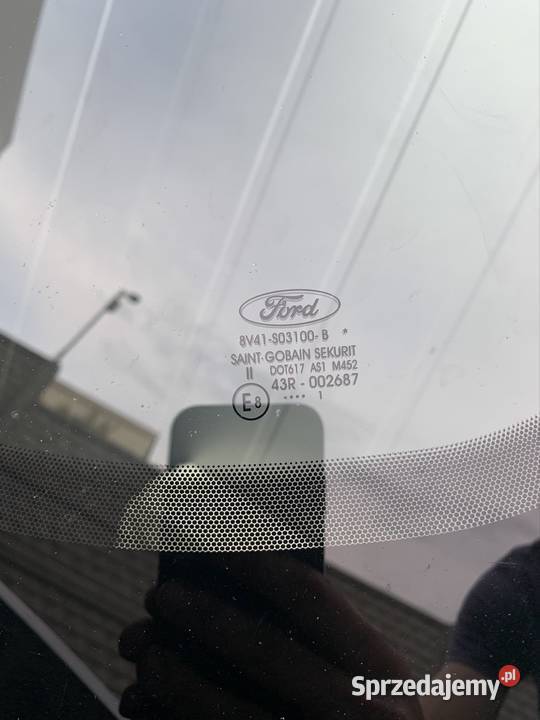 Ford
8V41-S03100-B *
SAINT-GOBAIN SEKURIT
II DOT617 AS1 M452
43R - 002687
E8
.... 1
Sprzedajemy.pl